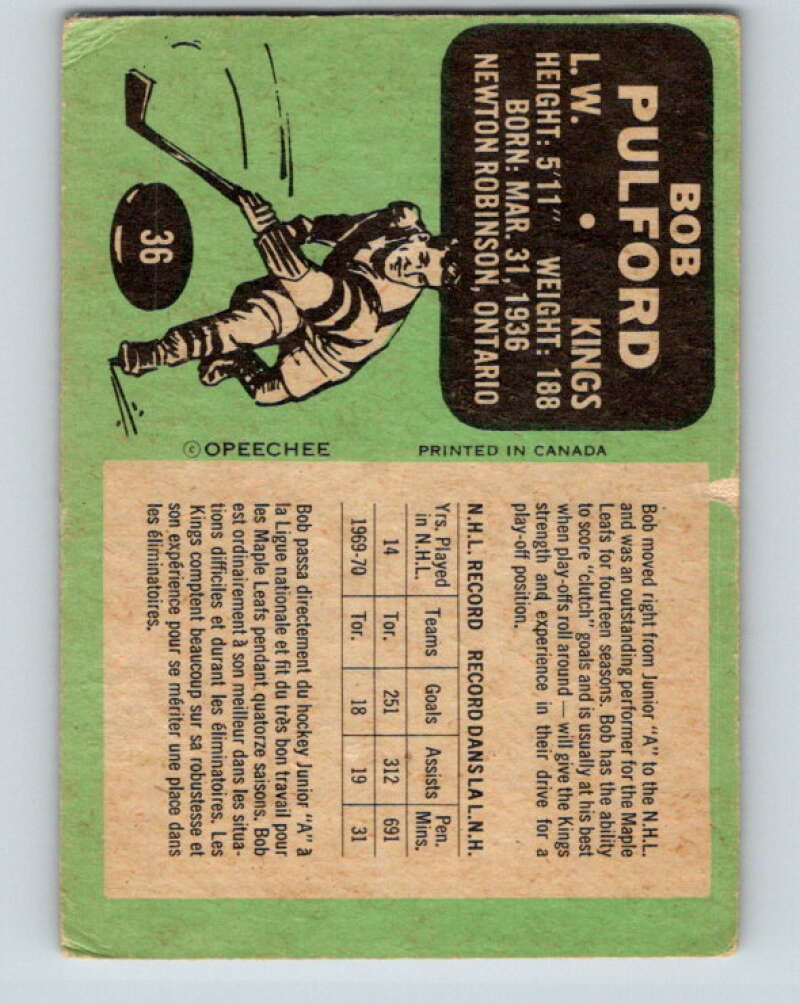 BOB
PULFORD
L. W. • KINGS
HEIGHT: 5'11" WEIGHT: 188
BORN: MAR. 31, 1936
NEWTON ROBINSON, ONTARIO
36
© OPEECHEE PRINTED IN CANADA
Bob moved right from Junior "A" to the N.H.L.
and was an outstanding performer for the Maple
Leafs for fourteen seasons. Bob has the ability
to score "clutch" goals and is usually at his best
when play-offs roll around — will give the Kings
strength and experience in their drive for a
play-off position.
N.H.L. RECORD RECORD DANS LA L.N.H.
Yrs. Played in N.H.L. Teams Goals Assists Pen. Mins.
14 Tor. 251 312 691
1969-70 Tor. 18 19 31
Bob passa directement du hockey Junior "A" à
la Ligue nationale et fit du très bon travail pour
les Maple Leafs pendant quatorze saisons. Bob
est ordinairement à son meilleur dans les situa-
tions difficiles et durant les éliminatoires. Les
Kings comptent beaucoup sur sa robustesse et
son expérience pour se mériter une place dans
les éliminatoires.